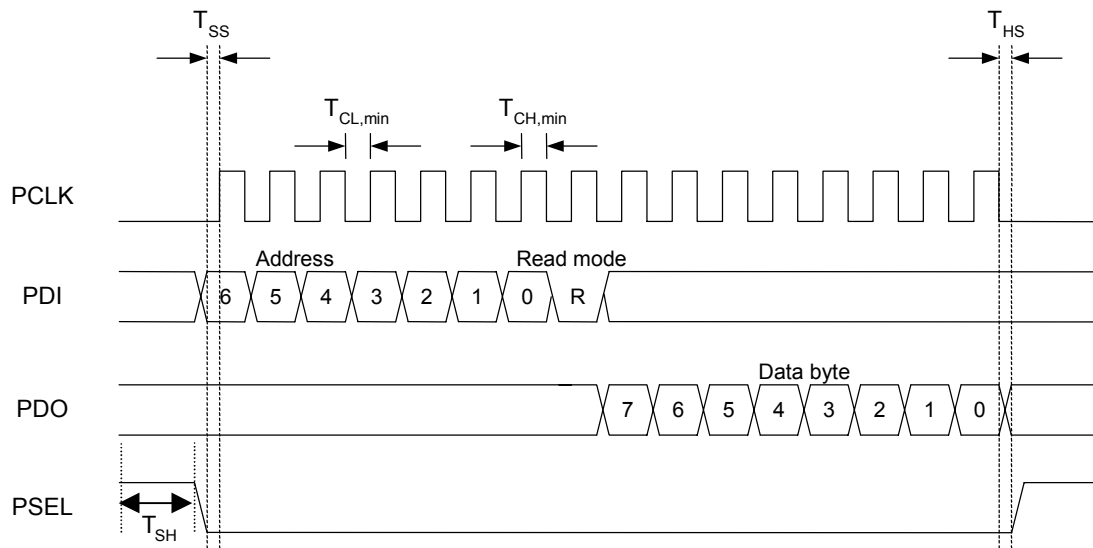 T_SS T_HS
T_CL,min T_CH,min
PCLK
Address Read mode
PDI 6 5 4 3 2 1 0 R
Data byte
PDO 7 6 5 4 3 2 1 0
PSEL
T_SH